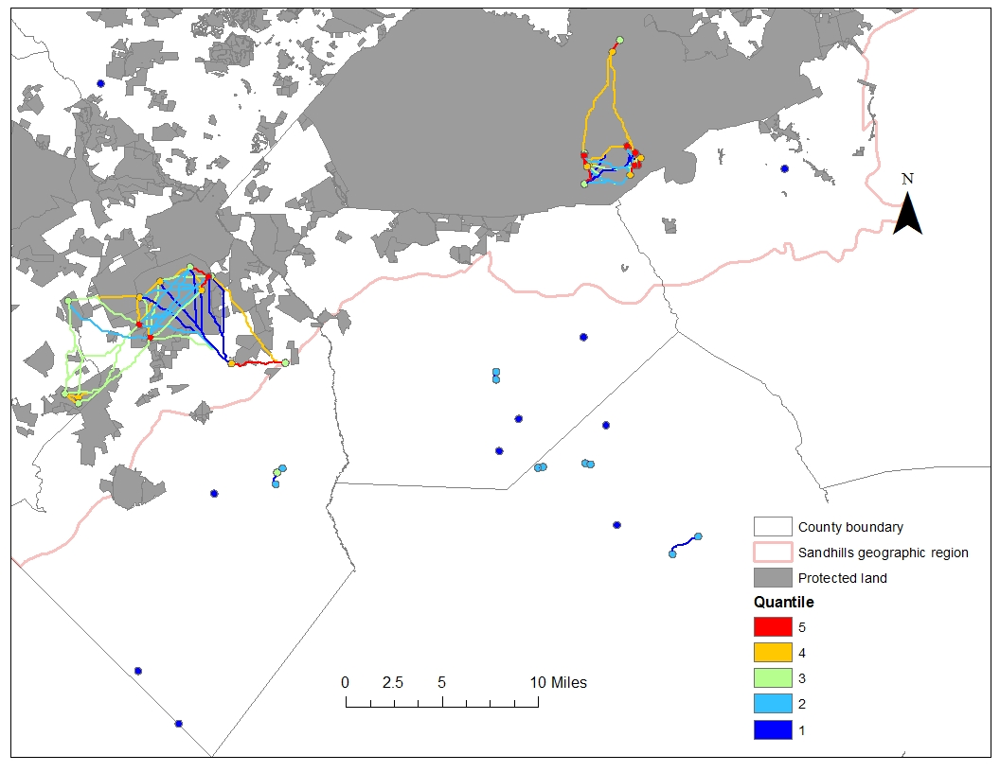 N
County boundary
Sandhills geographic region
Protected land
Quantile
5
4
3
2
1
0 2.5 5 10 Miles